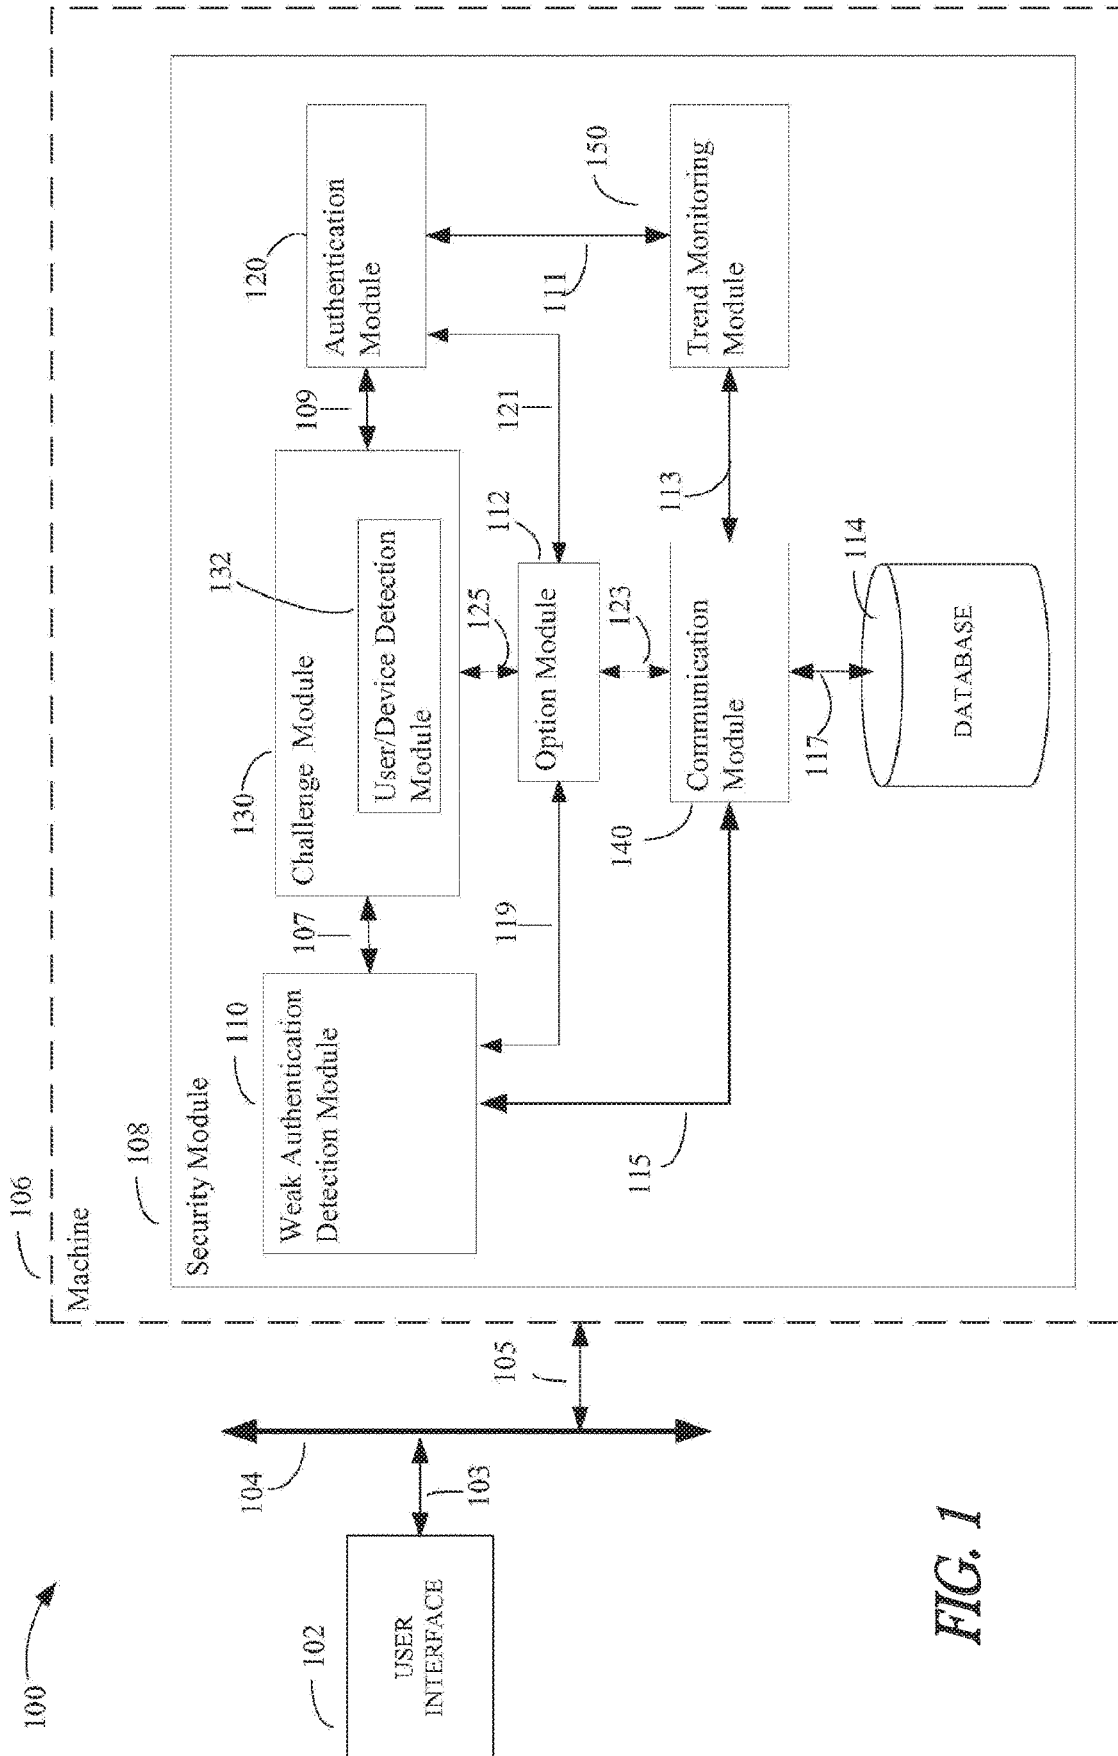 100
106
Machine
108
Security Module
110
Weak Authentication
Detection Module
107
130
Challenge Module
132
User/Device Detection
Module
109
120
Authentication
Module
104
102
USER
INTERFACE
103
105
119
125
112
Option Module
121
111
150
115
123
140
Communication
Module
113
Trend Monitoring
Module
117
114
DATABASE
FIG. 1